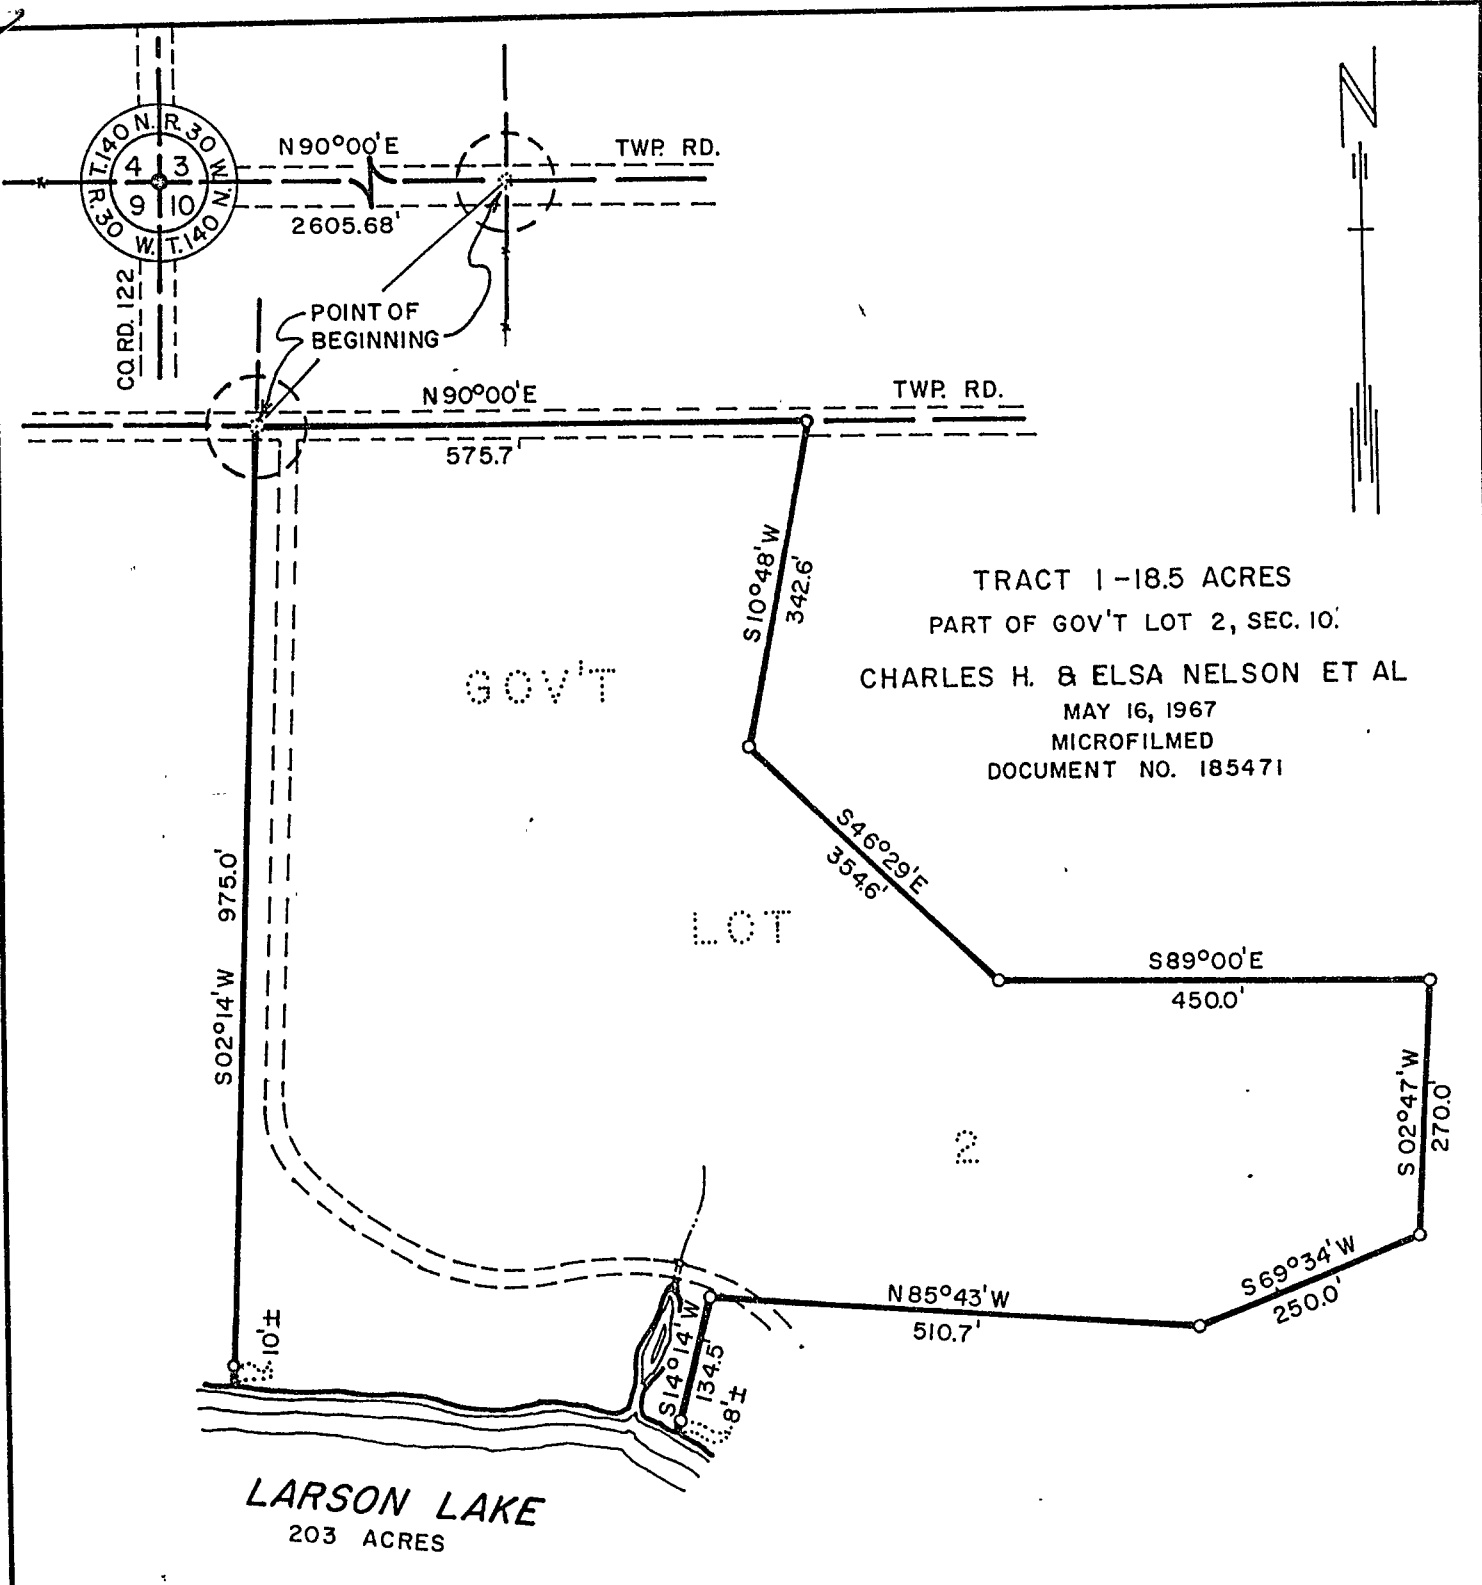 N
T.140 N. R.30 W.
4 3
9 10
R.30 W. T.140 N.
N90°00'E
2605.68'
TWP. RD.
CO. RD. 122
POINT OF
BEGINNING
N90°00'E
575.7'
TWP. RD.
S10°48'W
342.6'
TRACT 1-18.5 ACRES
PART OF GOV'T LOT 2, SEC. 10.
CHARLES H. & ELSA NELSON ET AL
MAY 16, 1967
MICROFILMED
DOCUMENT NO. 185471
GOV'T
LOT
2
S46°29'E
354.6'
S89°00'E
450.0'
S02°47'W
270.0'
S69°34'W
250.0'
N85°43'W
510.7'
S14°14'W
134.5'
8'±
S02°14'W 975.0'
10'±
LARSON LAKE
203 ACRES